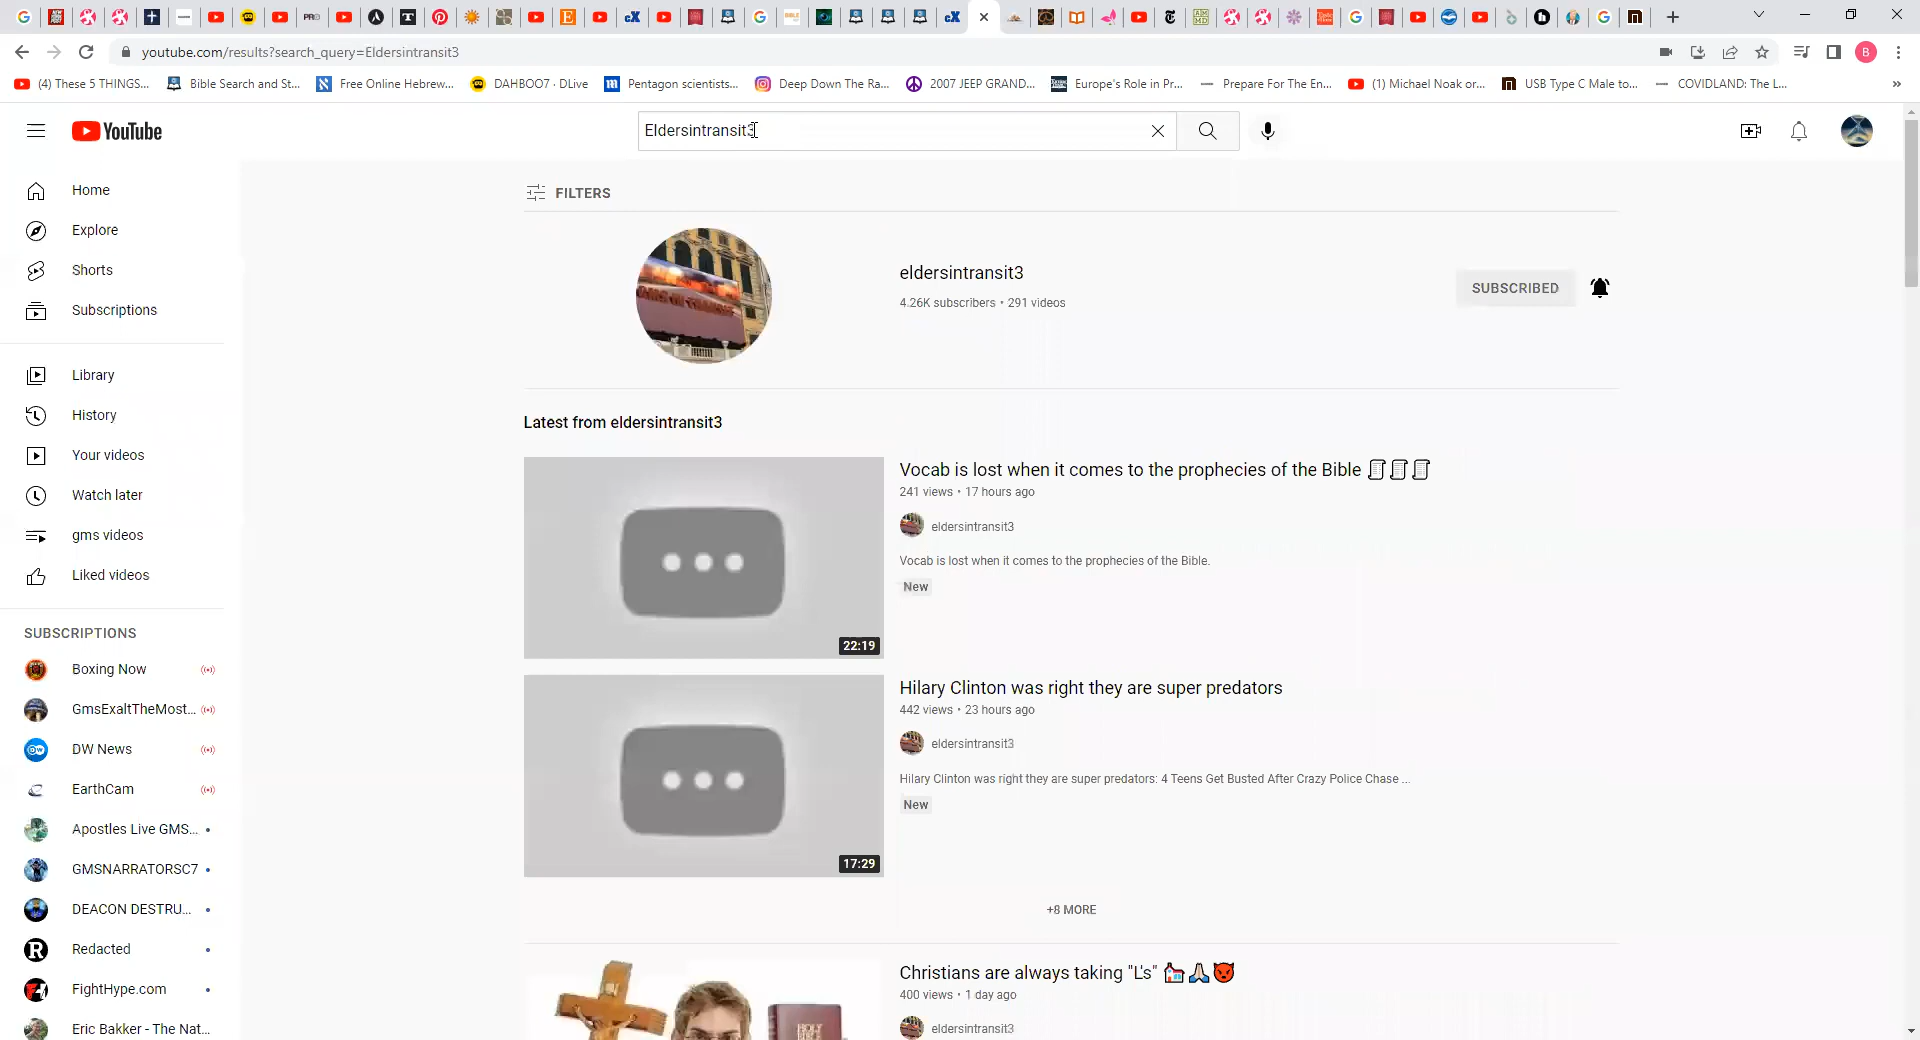 PRO
youtube.com/results?search_query=Eldersintransit3
B
(4) These 5 THINGS...
Bible Search and St...
Free Online Hebrew...
DAHBOO7 · DLive
Pentagon scientists...
Deep Down The Ra...
2007 JEEP GRAND...
Europe's Role in Pr...
Prepare For The En...
(1) Michael Noak or...
USB Type C Male to...
COVIDLAND: The L...
»
YouTube
Eldersintransit3
Home
Explore
Shorts
Subscriptions
Library
History
Your videos
Watch later
gms videos
Liked videos
SUBSCRIPTIONS
Boxing Now
GmsExaltTheMost...
DW News
EarthCam
Apostles Live GMS...
GMSNARRATORSC7
DEACON DESTRU...
Redacted
FightHype.com
Eric Bakker - The Nat...
FILTERS
eldersintransit3
4.26K subscribers • 291 videos
SUBSCRIBED
Latest from eldersintransit3
22:19
Vocab is lost when it comes to the prophecies of the Bible 📜📜📜
241 views • 17 hours ago
eldersintransit3
Vocab is lost when it comes to the prophecies of the Bible.
New
17:29
Hilary Clinton was right they are super predators
442 views • 23 hours ago
eldersintransit3
Hilary Clinton was right they are super predators: 4 Teens Get Busted After Crazy Police Chase ...
New
+8 MORE
Christians are always taking "L's" ⛪🙏👿
400 views • 1 day ago
eldersintransit3
HOLY